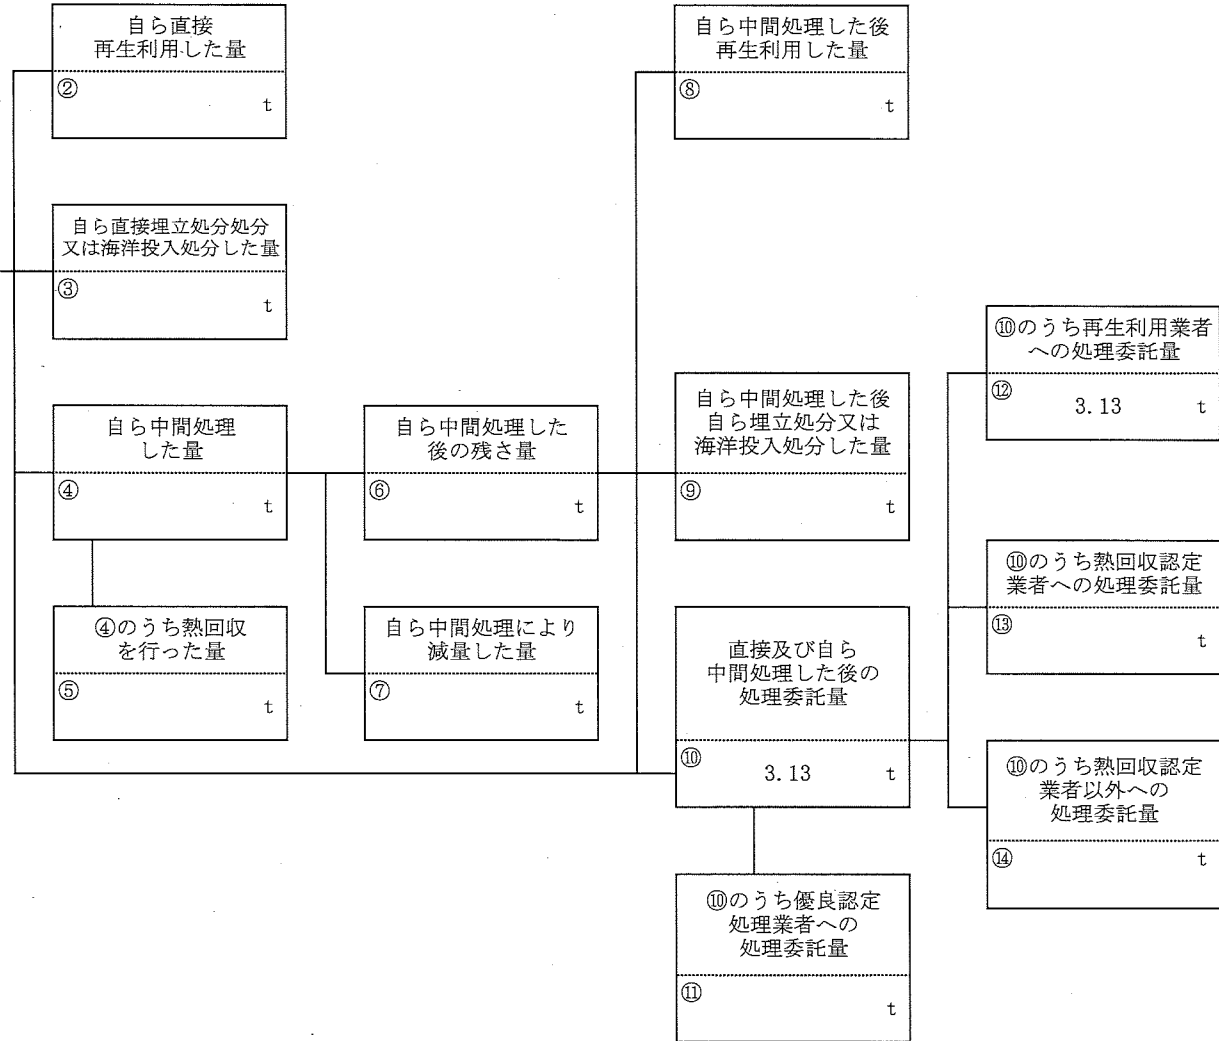 自ら直接
再生利用した量
②
t
自ら中間処理した後
再生利用した量
⑧
t
自ら直接埋立処分処分
又は海洋投入処分した量
③
t
⑩のうち再生利用業者
への処理委託量
⑫
3.13 t
自ら中間処理
した量
④
t
自ら中間処理した
後の残さ量
⑥
t
自ら中間処理した後
自ら埋立処分又は
海洋投入処分した量
⑨
t
⑩のうち熱回収認定
業者への処理委託量
⑬
t
④のうち熱回収
を行った量
⑤
t
自ら中間処理により
減量した量
⑦
t
直接及び自ら
中間処理した後の
処理委託量
⑩
3.13 t
⑩のうち熱回収認定
業者以外への
処理委託量
⑭
t
⑩のうち優良認定
処理業者への
処理委託量
⑪
t